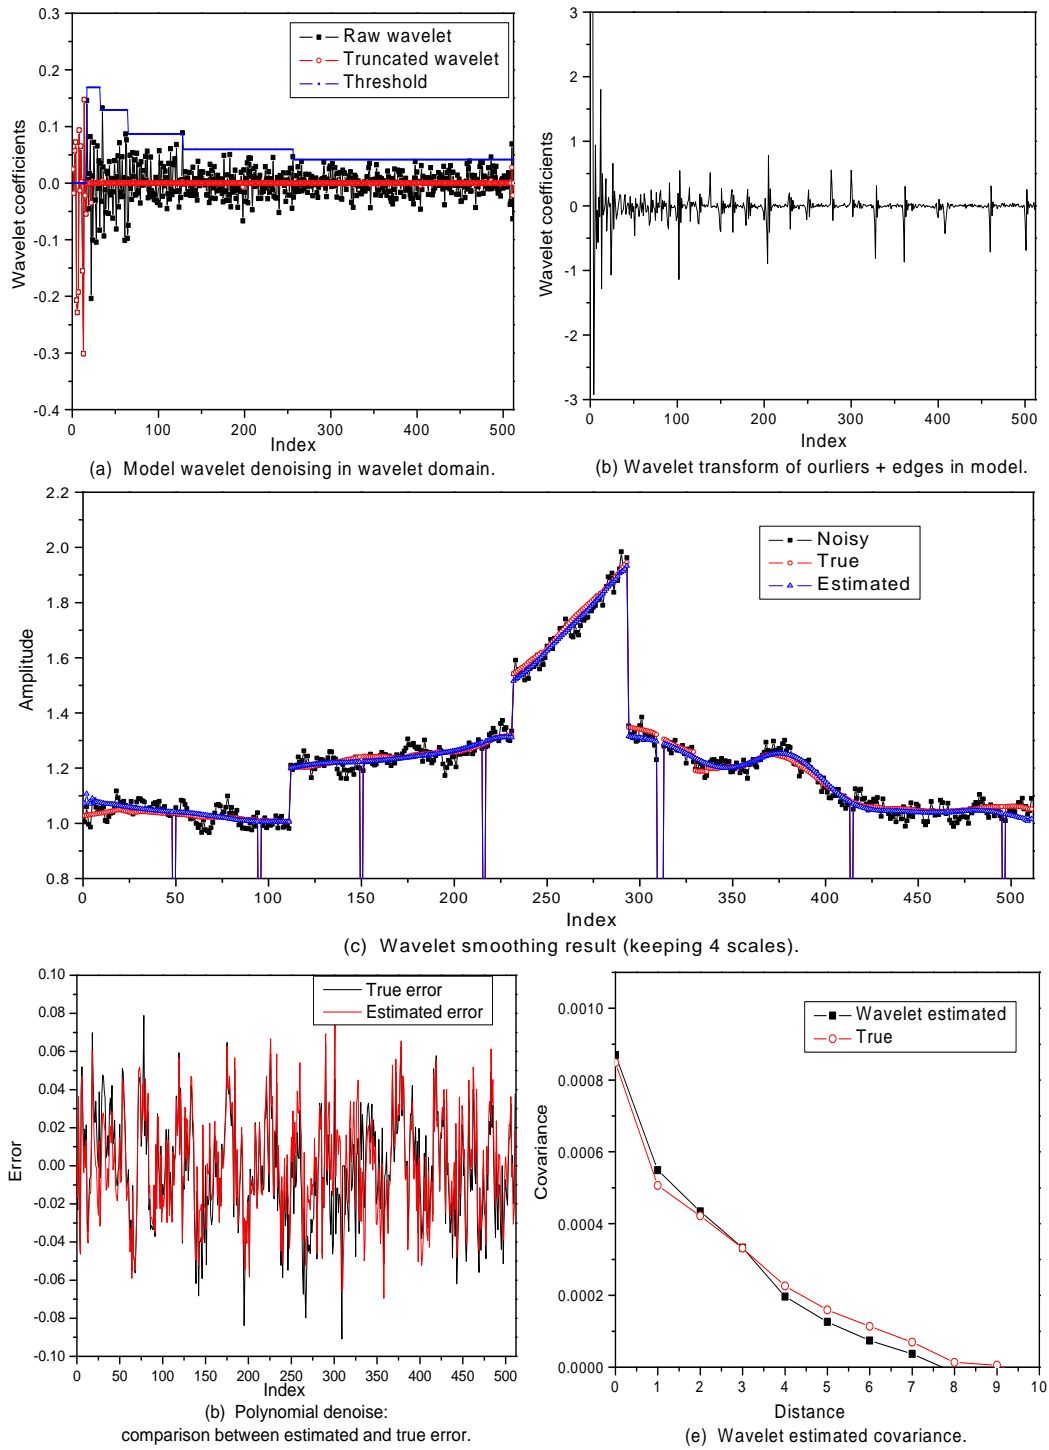 0.3
0.2
0.1
0.0
-0.1
-0.2
-0.3
-0.4
Wavelet coefficients
Raw wavelet
Truncated wavelet
Threshold
0 100 200 300 400 500
Index
(a) Model wavelet denoising in wavelet domain.
3
2
1
0
-1
-2
-3
Wavelet coefficients
0 100 200 300 400 500
Index
(b) Wavelet transform of ourliers + edges in model.
2.2
2.0
1.8
1.6
1.4
1.2
1.0
0.8
Amplitude
Noisy
True
Estimated
0 50 100 150 200 250 300 350 400 450 500
Index
(c) Wavelet smoothing result (keeping 4 scales).
0.10
0.08
0.06
0.04
0.02
0.00
-0.02
-0.04
-0.06
-0.08
-0.10
Error
True error
Estimated error
0 50 100 150 200 250 300 350 400 450 500
Index
(b) Polynomial denoise:
comparison between estimated and true error.
0.0010
0.0008
0.0006
0.0004
0.0002
0.0000
Covariance
Wavelet estimated
True
0 1 2 3 4 5 6 7 8 9 10
Distance
(e) Wavelet estimated covariance.